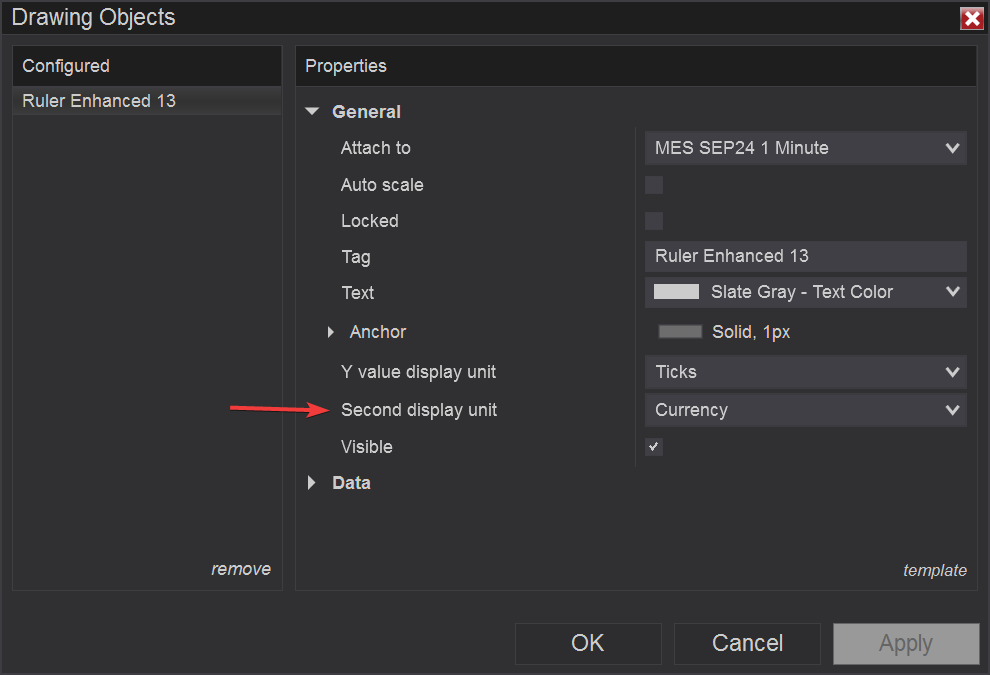 Drawing Objects
Configured
Ruler Enhanced 13
remove
Properties
General
Attach to MES SEP24 1 Minute
Auto scale
Locked
Tag Ruler Enhanced 13
Text Slate Gray - Text Color
Anchor Solid, 1px
Y value display unit Ticks
Second display unit Currency
Visible
Data
template
OK Cancel Apply